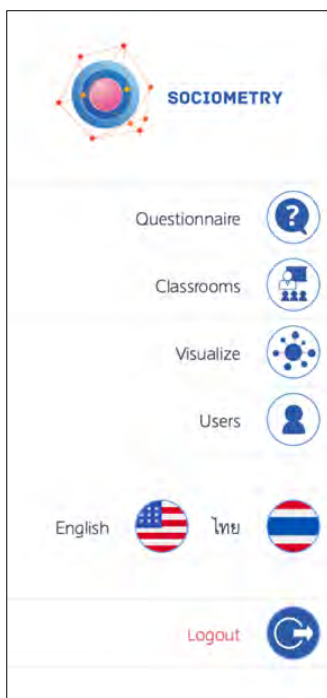 SOCIOMETRY
Questionnaire
Classrooms
Visualize
Users
English ไทย
Logout